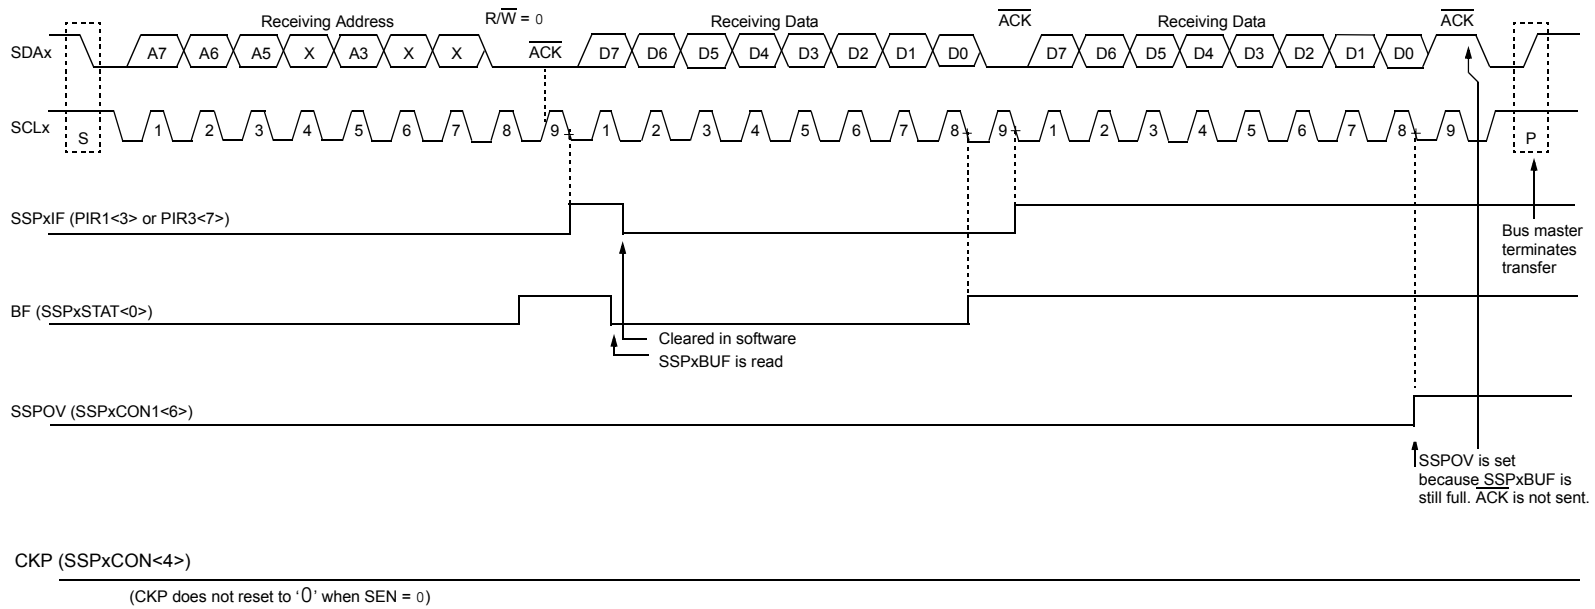 Receiving Address R/W = 0 Receiving Data ACK Receiving Data ACK
SDAx A7 A6 A5 X A3 X X ACK D7 D6 D5 D4 D3 D2 D1 D0 D7 D6 D5 D4 D3 D2 D1 D0
SCLx S 1 2 3 4 5 6 7 8 9 1 2 3 4 5 6 7 8 9 1 2 3 4 5 6 7 8 9 P
SSPxIF (PIR1<3> or PIR3<7>)
Bus master
terminates
transfer
BF (SSPxSTAT<0>)
Cleared in software
SSPxBUF is read
SSPOV (SSPxCON1<6>)
SSPOV is set
because SSPxBUF is
still full. ACK is not sent.
CKP (SSPxCON<4>)
(CKP does not reset to ‘0’ when SEN = 0)